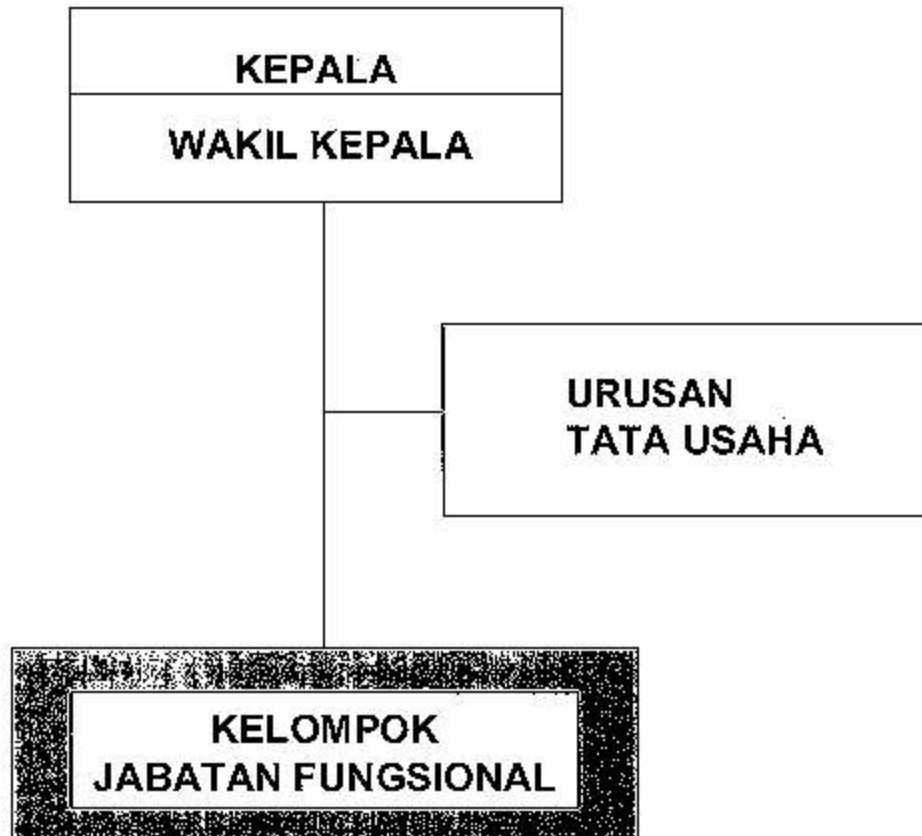 KEPALA
WAKIL KEPALA
URUSAN
TATA USAHA
KELOMPOK
JABATAN FUNGSIONAL